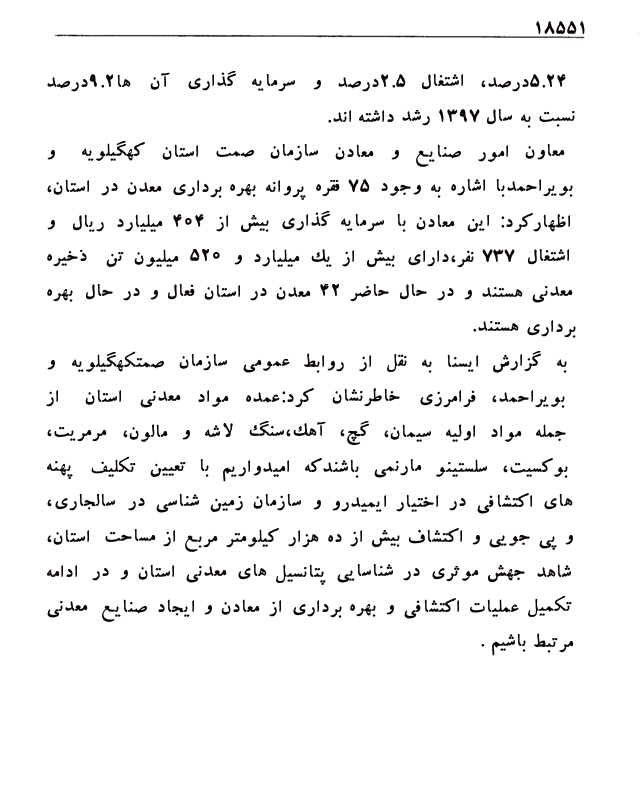 ۱۸۵۵۱
۵.۲۴درصد، اشتغال ۲.۵درصد و سرمایه گذاری آن ها۹.۲درصد
نسبت به سال ۱۳۹۷ رشد داشته اند.
معاون امور صنایع و معادن سازمان صمت استان کهگیلویه و
بویراحمدبا اشاره به وجود ۷۵ فقره پروانه بهره برداری معدن در استان،
اظهارکرد: این معادن با سرمایه گذاری بیش از ۴۰۴ میلیارد ریال و
اشتغال ۷۳۷ نفر،دارای بیش از یك میلیارد و ۵۲۰ میلیون تن ذخیره
معدنی هستند و در حال حاضر ۴۲ معدن در استان فعال و در حال بهره
برداری هستند.
به گزارش ایسنا به نقل از روابط عمومی سازمان صمتکهگیلویه و
بویراحمد، فرامرزی خاطرنشان کرد:عمده مواد معدنی استان از
جمله مواد اولیه سیمان، گچ، آهك،سنگ لاشه و مالون، مرمریت،
بوکسیت، سلستینو مارنمی باشندکه امیدواریم با تعیین تکلیف پهنه
های اکتشافی در اختیار ایمیدرو و سازمان زمین شناسی در سالجاری،
و پی جویی و اکتشاف بیش از ده هزار کیلومتر مربع از مساحت استان،
شاهد جهش موثری در شناسایی پتانسیل های معدنی استان و در ادامه
تکمیل عملیات اکتشافی و بهره برداری از معادن و ایجاد صنایع معدنی
مرتبط باشیم .